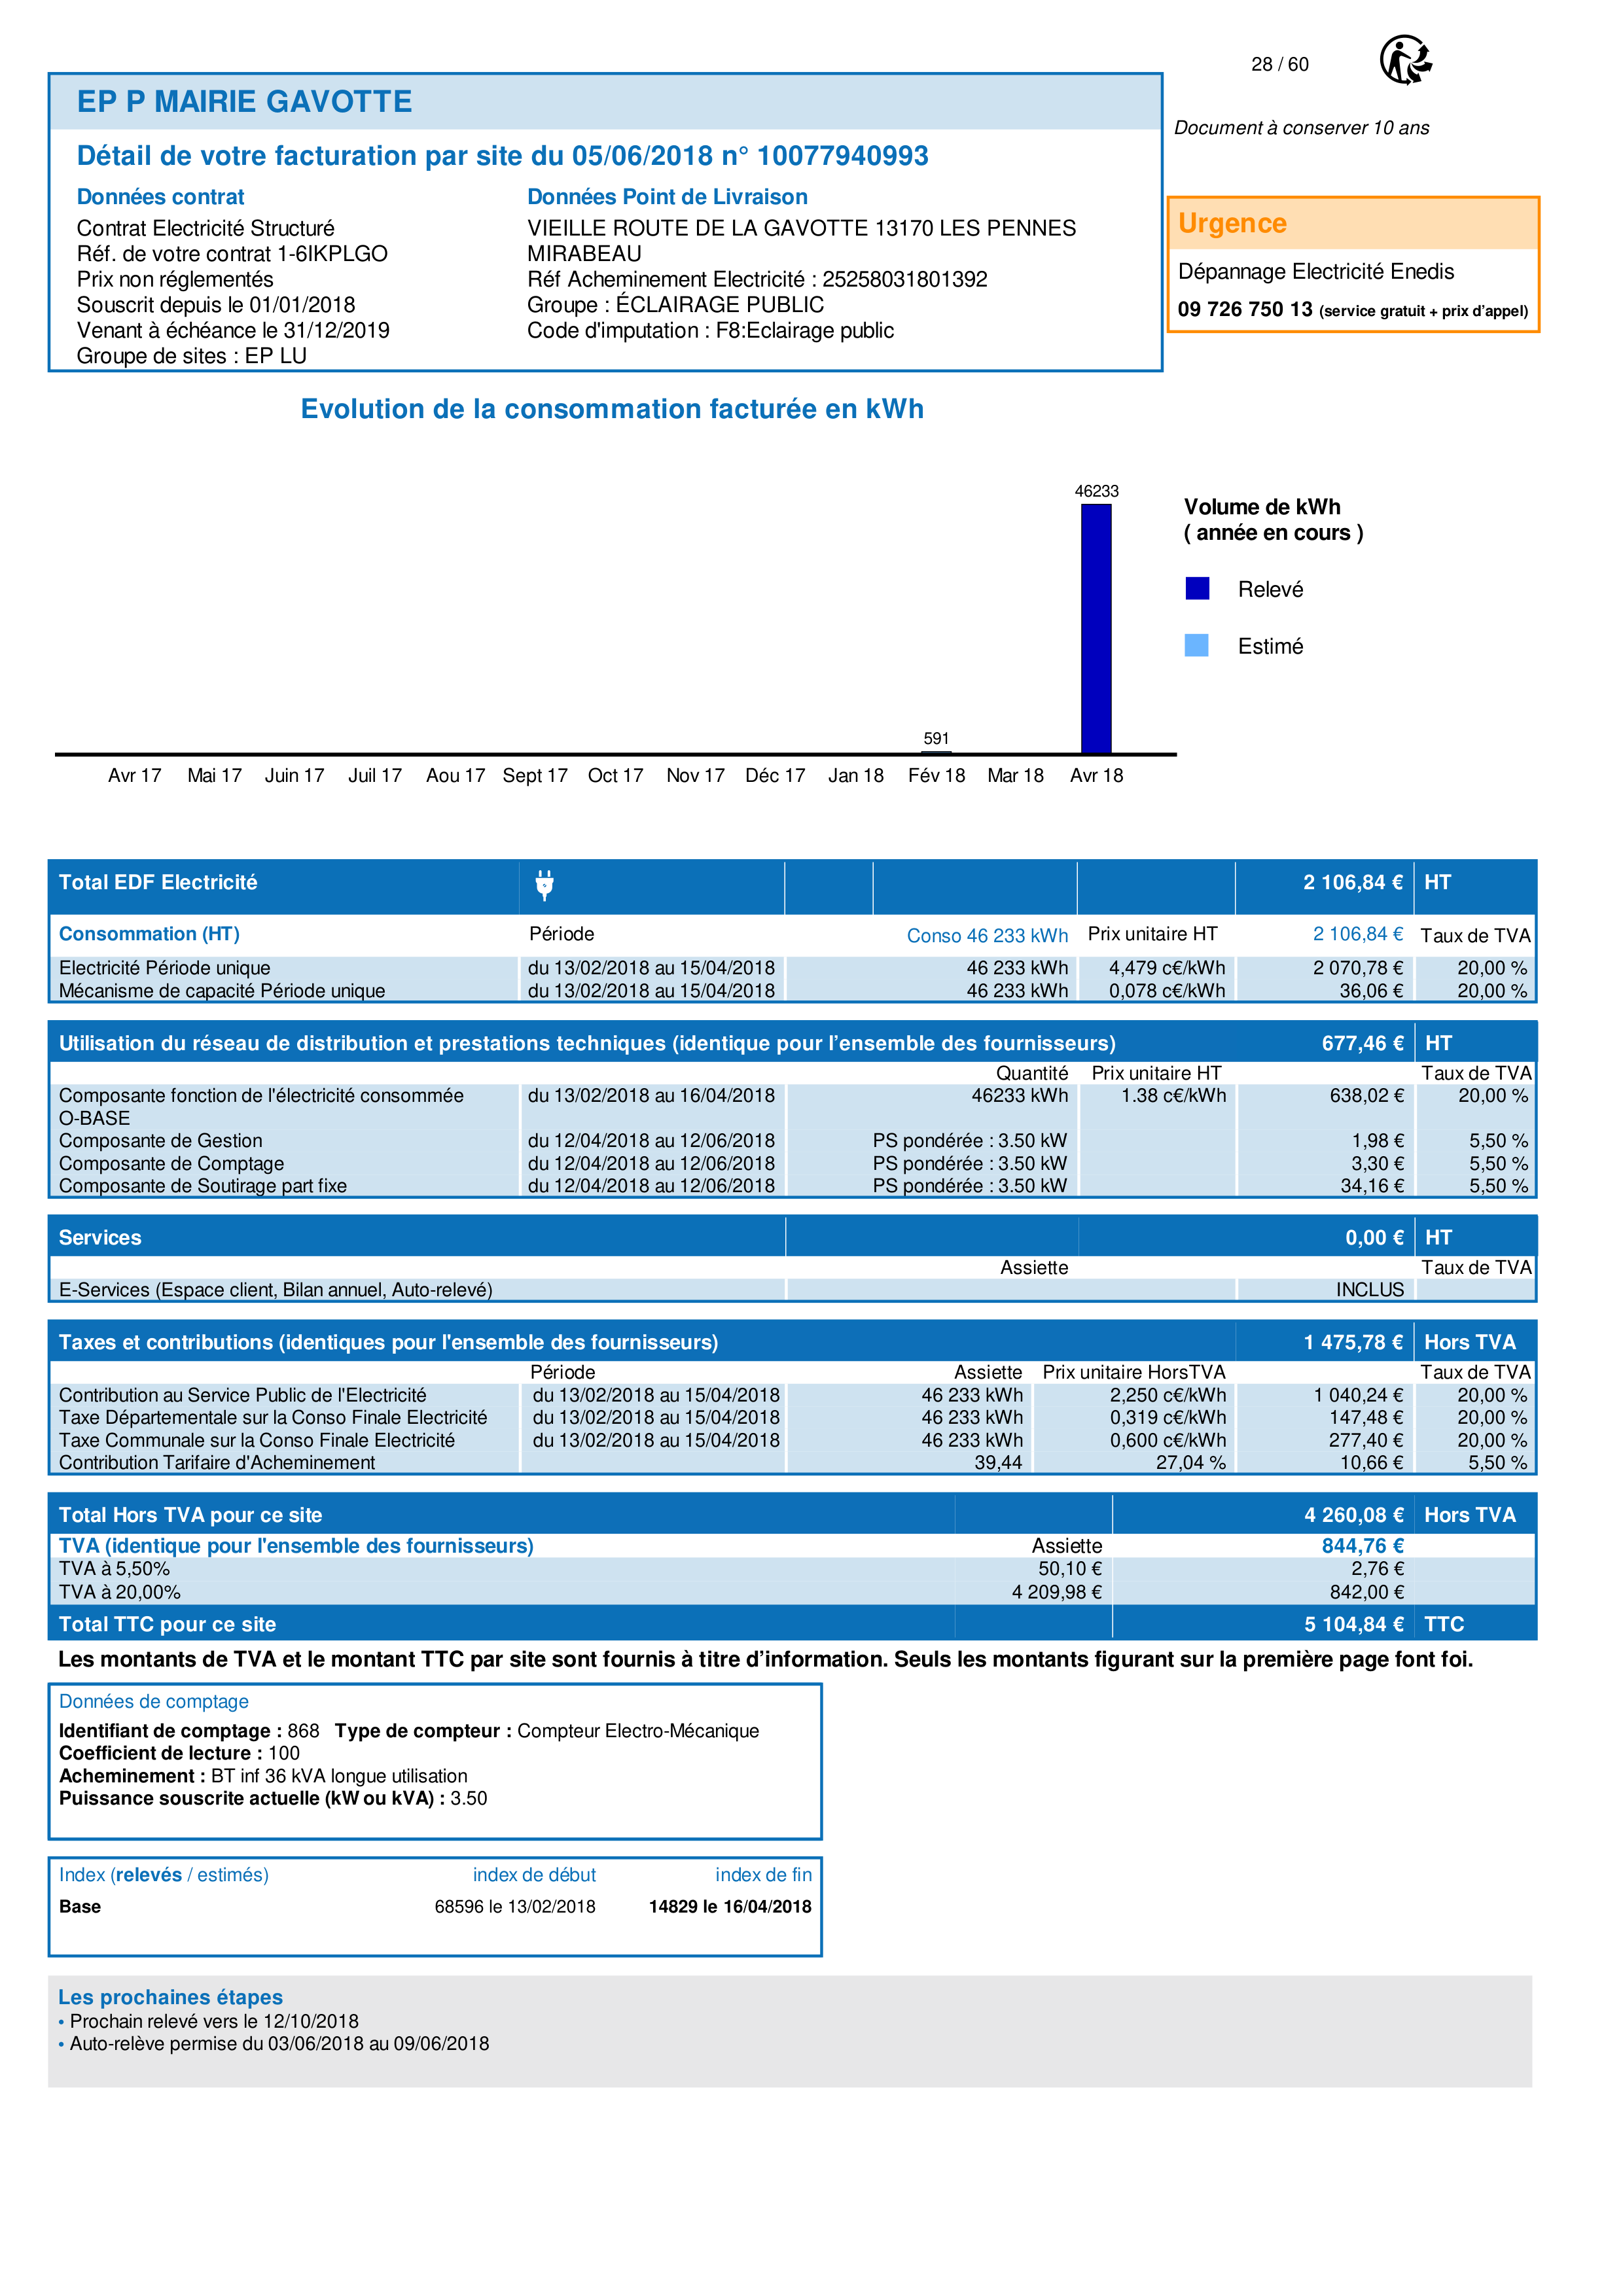 28 / 60
EP P MAIRIE GAVOTTE
Document à conserver 10 ans
Détail de votre facturation par site du 05/06/2018 n° 10077940993
Données contrat
Contrat Electricité Structuré
Réf. de votre contrat 1-6IKPLGO
Prix non réglementés
Souscrit depuis le 01/01/2018
Venant à échéance le 31/12/2019
Groupe de sites : EP LU
Données Point de Livraison
VIEILLE ROUTE DE LA GAVOTTE 13170 LES PENNES
MIRABEAU
Réf Acheminement Electricité : 25258031801392
Groupe : ÉCLAIRAGE PUBLIC
Code d'imputation : F8:Eclairage public
Urgence
Dépannage Electricité Enedis
09 726 750 13 (service gratuit + prix d’appel)
Evolution de la consommation facturée en kWh
46233
591
Avr 17 Mai 17 Juin 17 Juil 17 Aou 17 Sept 17 Oct 17 Nov 17 Déc 17 Jan 18 Fév 18 Mar 18 Avr 18
Volume de kWh
( année en cours )
Relevé
Estimé
Total EDF Electricité 2 106,84 € HT
Consommation (HT) Période Conso 46 233 kWh Prix unitaire HT 2 106,84 € Taux de TVA
Electricité Période unique du 13/02/2018 au 15/04/2018 46 233 kWh 4,479 c€/kWh 2 070,78 € 20,00 %
Mécanisme de capacité Période unique du 13/02/2018 au 15/04/2018 46 233 kWh 0,078 c€/kWh 36,06 € 20,00 %
Utilisation du réseau de distribution et prestations techniques (identique pour l’ensemble des fournisseurs) 677,46 € HT
Quantité Prix unitaire HT Taux de TVA
Composante fonction de l'électricité consommée du 13/02/2018 au 16/04/2018 46233 kWh 1.38 c€/kWh 638,02 € 20,00 %
O-BASE
Composante de Gestion du 12/04/2018 au 12/06/2018 PS pondérée : 3.50 kW 1,98 € 5,50 %
Composante de Comptage du 12/04/2018 au 12/06/2018 PS pondérée : 3.50 kW 3,30 € 5,50 %
Composante de Soutirage part fixe du 12/04/2018 au 12/06/2018 PS pondérée : 3.50 kW 34,16 € 5,50 %
Services 0,00 € HT
Assiette Taux de TVA
E-Services (Espace client, Bilan annuel, Auto-relevé) INCLUS
Taxes et contributions (identiques pour l'ensemble des fournisseurs) 1 475,78 € Hors TVA
Période Assiette Prix unitaire HorsTVA Taux de TVA
Contribution au Service Public de l'Electricité du 13/02/2018 au 15/04/2018 46 233 kWh 2,250 c€/kWh 1 040,24 € 20,00 %
Taxe Départementale sur la Conso Finale Electricité du 13/02/2018 au 15/04/2018 46 233 kWh 0,319 c€/kWh 147,48 € 20,00 %
Taxe Communale sur la Conso Finale Electricité du 13/02/2018 au 15/04/2018 46 233 kWh 0,600 c€/kWh 277,40 € 20,00 %
Contribution Tarifaire d'Acheminement 39,44 27,04 % 10,66 € 5,50 %
Total Hors TVA pour ce site 4 260,08 € Hors TVA
TVA (identique pour l'ensemble des fournisseurs) Assiette 844,76 €
TVA à 5,50% 50,10 € 2,76 €
TVA à 20,00% 4 209,98 € 842,00 €
Total TTC pour ce site 5 104,84 € TTC
Les montants de TVA et le montant TTC par site sont fournis à titre d’information. Seuls les montants figurant sur la première page font foi.
Données de comptage
Identifiant de comptage : 868 Type de compteur : Compteur Electro-Mécanique
Coefficient de lecture : 100
Acheminement : BT inf 36 kVA longue utilisation
Puissance souscrite actuelle (kW ou kVA) : 3.50
Index (relevés / estimés) index de début index de fin
Base 68596 le 13/02/2018 14829 le 16/04/2018
Les prochaines étapes
• Prochain relevé vers le 12/10/2018
• Auto-relève permise du 03/06/2018 au 09/06/2018